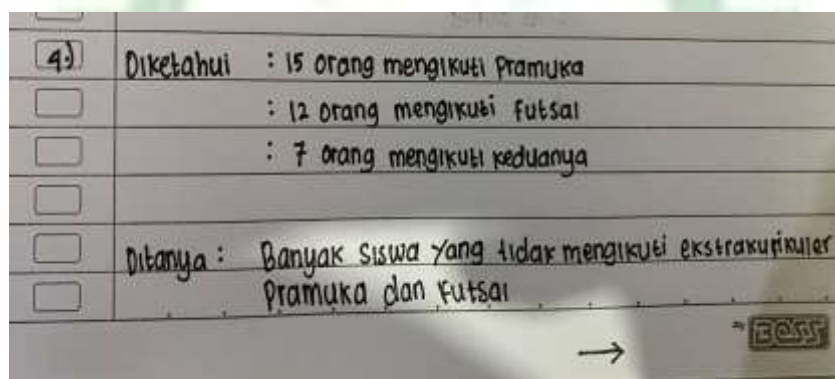 4.) Diketahui : 15 orang mengikuti Pramuka
: 12 orang mengikuti Futsal
: 7 orang mengikuti keduanya
Ditanya : Banyak siswa yang tidak mengikuti ekstrakurikuler
Pramuka dan Futsal
→ BOSS